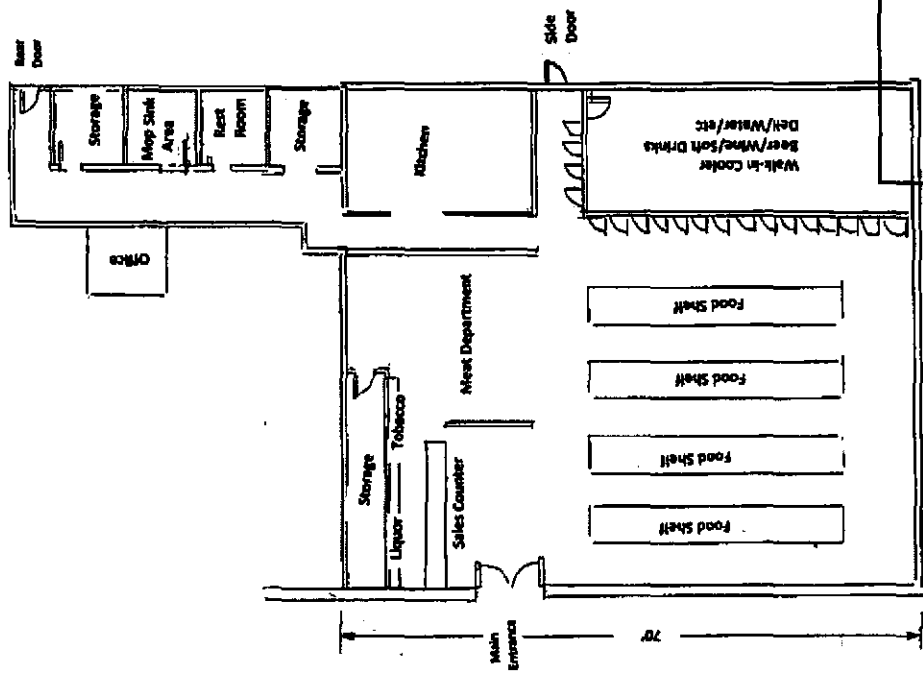 Rear
Door
Storage
Mop Sink
Area
Rest
Room
Storage
Office
Kitchen
Side
Door
Walk-in Cooler
Beer/Wine/Soft Drinks
Deli/Water/etc
Meat Department
Storage
Liquor
Tobacco
Sales Counter
Food Shelf
Food Shelf
Food Shelf
Food Shelf
Main
Entrance
70'